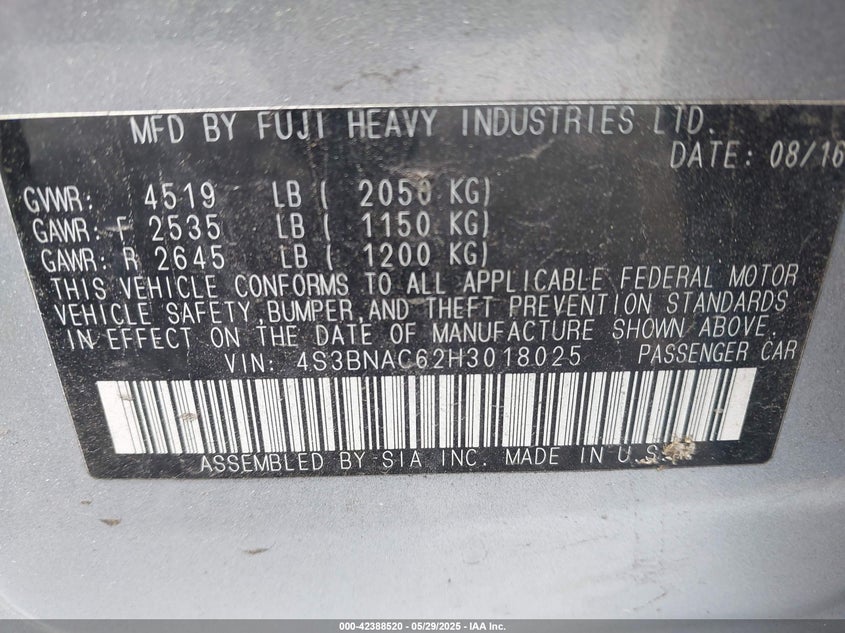 MFD BY FUJI HEAVY INDUSTRIES LTD.
DATE: 08/16
GVWR: 4519 LB ( 2050 KG)
GAWR: F 2535 LB ( 1150 KG)
GAWR: R 2645 LB ( 1200 KG)
THIS VEHICLE CONFORMS TO ALL APPLICABLE FEDERAL MOTOR
VEHICLE SAFETY, BUMPER, AND THEFT PREVENTION STANDARDS
IN EFFECT ON THE DATE OF MANUFACTURE SHOWN ABOVE.
VIN: 4S3BNAC62H3018025 PASSENGER CAR
ASSEMBLED BY SIA INC. MADE IN U.S.
000-42388520 • 05/29/2025 • IAA Inc.